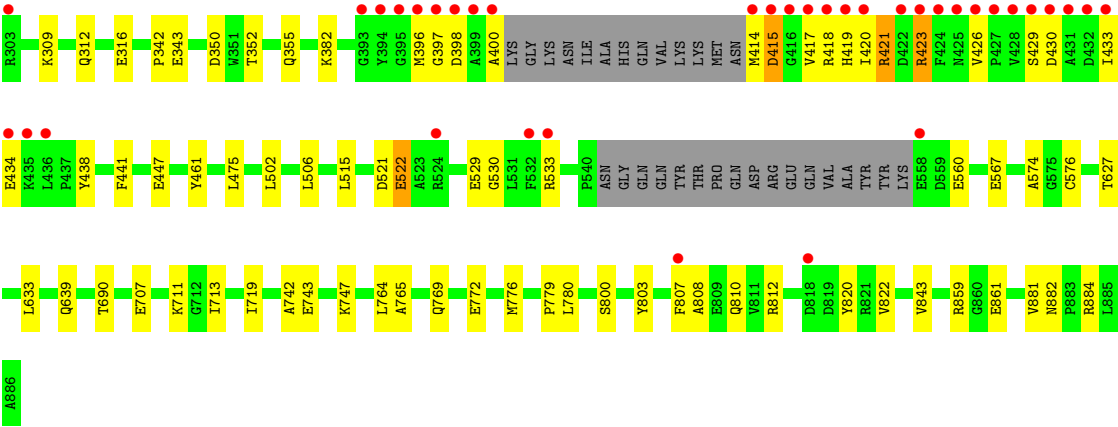 R303 K309 Q312 E316 P342 E343 D350 W351 T352 Q355 K382 G393 Y394 G395 M396 G397 D398 A399 A400 LYS GLY LYS ASN ILE ALA HIS GLN VAL LYS LYS MET ASN M414 D415 G416 V417 R418 H419 I420 R421 D422 R423 F424 N425 V426 P427 V428 S429 D430 A431 D432 I433
E434 K435 L436 P437 Y438 F441 E447 Y461 L475 L502 L506 L515 D521 E522 A523 R524 E529 G530 L531 F532 R533 P540 ASN GLY GLN GLN TYR THR PRO GLN ASP ARG GLU GLN VAL ALA TYR TYR LYS E558 D559 E560 E567 A574 G575 C576 T627
L633 Q639 T690 E707 K711 G712 I713 I719 A742 E743 K747 L764 A765 Q769 E772 M776 P779 L780 S800 Y803 F807 A808 E809 Q810 V811 R812 D818 D819 Y820 R821 V822 V843 R859 G860 E861 V881 N882 P883 R884 L885
A886